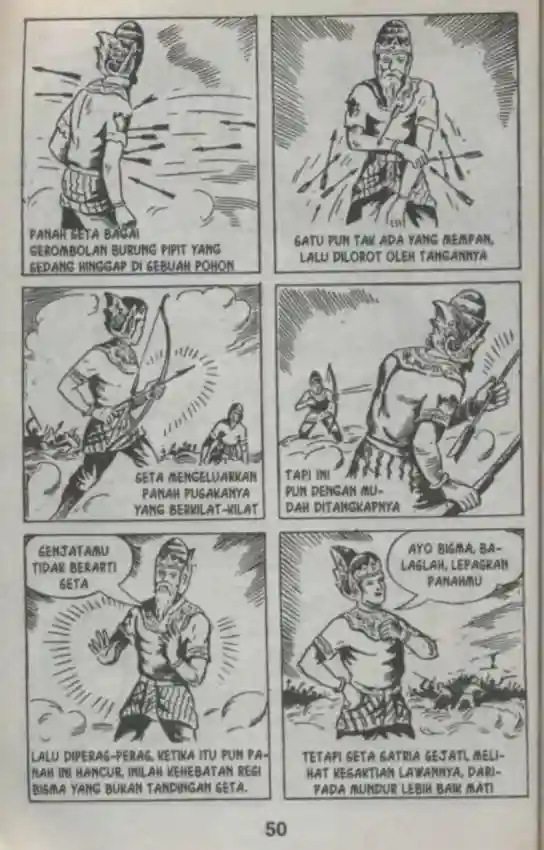 PANAH SETA BAGAI
GEROMBOLAN BURUNG PIPIT YANG
SEDANG HINGGAP DI SEBUAH POHON
SATU PUN TAK ADA YANG MEMPAN,
LALU DILOROT OLEH TANGANNYA
SETA MENGELUARKAN
PANAH PUSAKANYA
YANG BERKILAT-KILAT
TAPI INI
PUN DENGAN MU-
DAH DITANGKAPNYA
SENJATAMU
TIDAK BERARTI
SETA
LALU DIPERAS-PERAS, KETIKA ITU PUN PA-
NAH INI HANCUR, INILAH KEHEBATAN RESI
BISMA YANG BUKAN TANDINGAN SETA.
AYO BISMA, BA-
LASLAH, LEPASKAN
PANAHMU
TETAPI SETA SATRIA SEJATI, MELI-
HAT KESAKTIAN LAWANNYA, DARI-
PADA MUNDUR LEBIH BAIK MATI
50